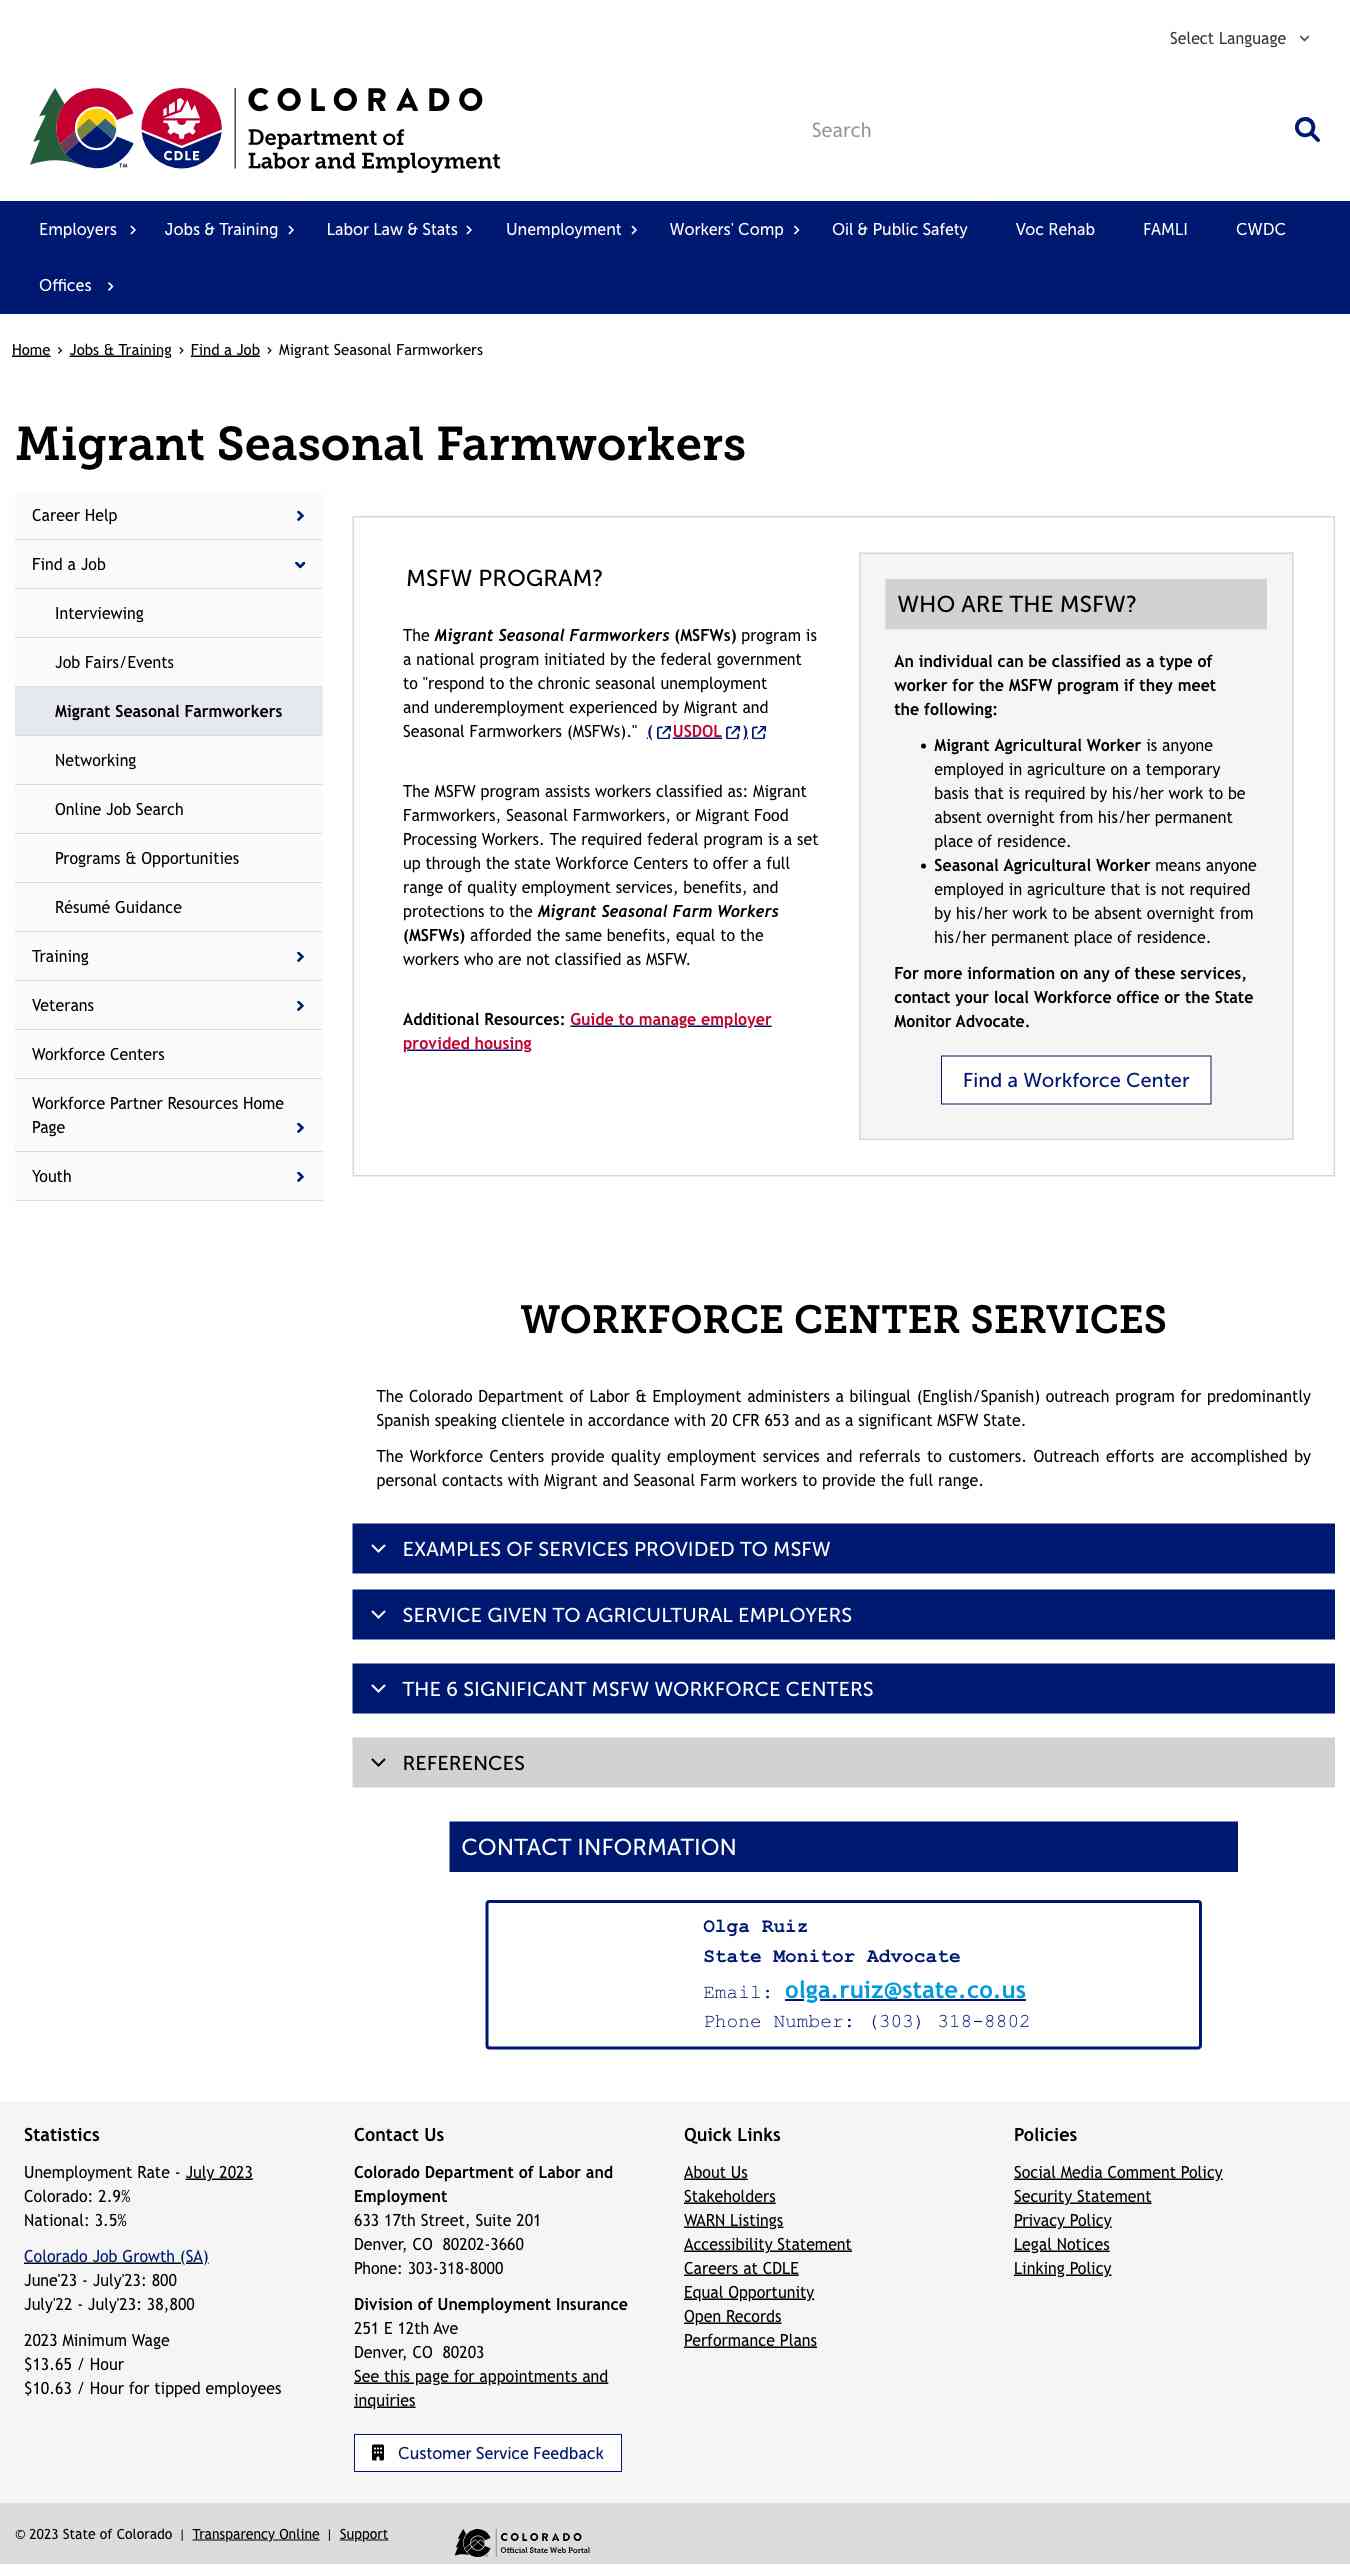 Select Language
COLORADO
Department of
Labor and Employment
CDLE
TM
Search
Employers
Jobs & Training
Labor Law & Stats
Unemployment
Workers' Comp
Oil & Public Safety
Voc Rehab
FAMLI
CWDC
Offices
Home › Jobs & Training › Find a Job › Migrant Seasonal Farmworkers
Migrant Seasonal Farmworkers
Career Help
Find a Job
Interviewing
Job Fairs/Events
Migrant Seasonal Farmworkers
Networking
Online Job Search
Programs & Opportunities
Résumé Guidance
Training
Veterans
Workforce Centers
Workforce Partner Resources Home
Page
Youth
MSFW PROGRAM?
The Migrant Seasonal Farmworkers (MSFWs) program is
a national program initiated by the federal government
to "respond to the chronic seasonal unemployment
and underemployment experienced by Migrant and
Seasonal Farmworkers (MSFWs)." (USDOL)
The MSFW program assists workers classified as: Migrant
Farmworkers, Seasonal Farmworkers, or Migrant Food
Processing Workers. The required federal program is a set
up through the state Workforce Centers to offer a full
range of quality employment services, benefits, and
protections to the Migrant Seasonal Farm Workers
(MSFWs) afforded the same benefits, equal to the
workers who are not classified as MSFW.
Additional Resources: Guide to manage employer
provided housing
WHO ARE THE MSFW?
An individual can be classified as a type of
worker for the MSFW program if they meet
the following:
• Migrant Agricultural Worker is anyone
employed in agriculture on a temporary
basis that is required by his/her work to be
absent overnight from his/her permanent
place of residence.
• Seasonal Agricultural Worker means anyone
employed in agriculture that is not required
by his/her work to be absent overnight from
his/her permanent place of residence.
For more information on any of these services,
contact your local Workforce office or the State
Monitor Advocate.
Find a Workforce Center
WORKFORCE CENTER SERVICES
The Colorado Department of Labor & Employment administers a bilingual (English/Spanish) outreach program for predominantly
Spanish speaking clientele in accordance with 20 CFR 653 and as a significant MSFW State.
The Workforce Centers provide quality employment services and referrals to customers. Outreach efforts are accomplished by
personal contacts with Migrant and Seasonal Farm workers to provide the full range.
EXAMPLES OF SERVICES PROVIDED TO MSFW
SERVICE GIVEN TO AGRICULTURAL EMPLOYERS
THE 6 SIGNIFICANT MSFW WORKFORCE CENTERS
REFERENCES
CONTACT INFORMATION
Olga Ruiz
State Monitor Advocate
Email: olga.ruiz@state.co.us
Phone Number: (303) 318-8802
Statistics
Unemployment Rate - July 2023
Colorado: 2.9%
National: 3.5%
Colorado Job Growth (SA)
June'23 - July'23: 800
July'22 - July'23: 38,800
2023 Minimum Wage
$13.65 / Hour
$10.63 / Hour for tipped employees
Contact Us
Colorado Department of Labor and
Employment
633 17th Street, Suite 201
Denver, CO 80202-3660
Phone: 303-318-8000
Division of Unemployment Insurance
251 E 12th Ave
Denver, CO 80203
See this page for appointments and
inquiries
Customer Service Feedback
Quick Links
About Us
Stakeholders
WARN Listings
Accessibility Statement
Careers at CDLE
Equal Opportunity
Open Records
Performance Plans
Policies
Social Media Comment Policy
Security Statement
Privacy Policy
Legal Notices
Linking Policy
© 2023 State of Colorado | Transparency Online | Support
COLORADO
Official State Web Portal